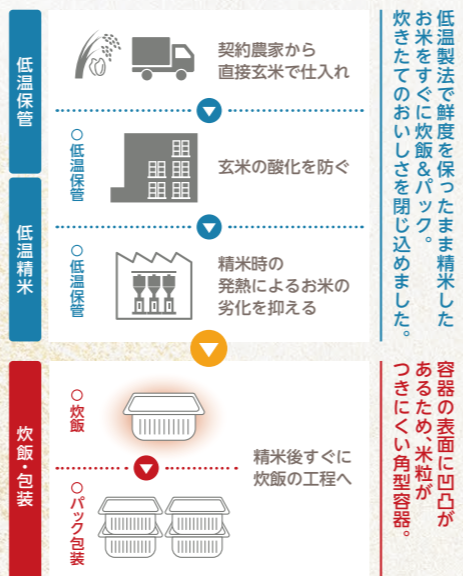 低温製法で鮮度を保ったまま精米した
お米をすぐに炊飯&パック。
炊きたてのおいしさを閉じ込めました。
低温保管
契約農家から
直接玄米で仕入れ
○低温保管
玄米の酸化を防ぐ
低温精米
○低温保管
精米時の
発熱によるお米の
劣化を抑える
容器の表面に凹凸が
あるため、米粒が
つきにくい角型容器。
炊飯・包装
○炊飯
精米後すぐに
炊飯の工程へ
○パック包装